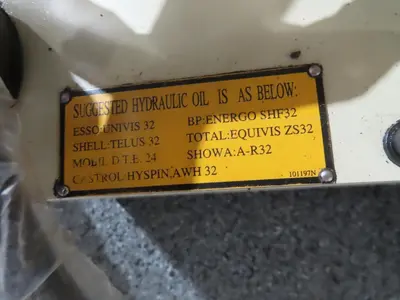 SUGGESTED HYDRAULIC OIL IS AS BELOW:
ESSO:UNIVIS 32 BP:ENERGO SHF32
SHELL:TELUS 32 TOTAL:EQUIVIS ZS32
MOBIL D.T.E. 24 SHOWA:A-R32
CASTROL HYSPIN.AWH 32
101197N